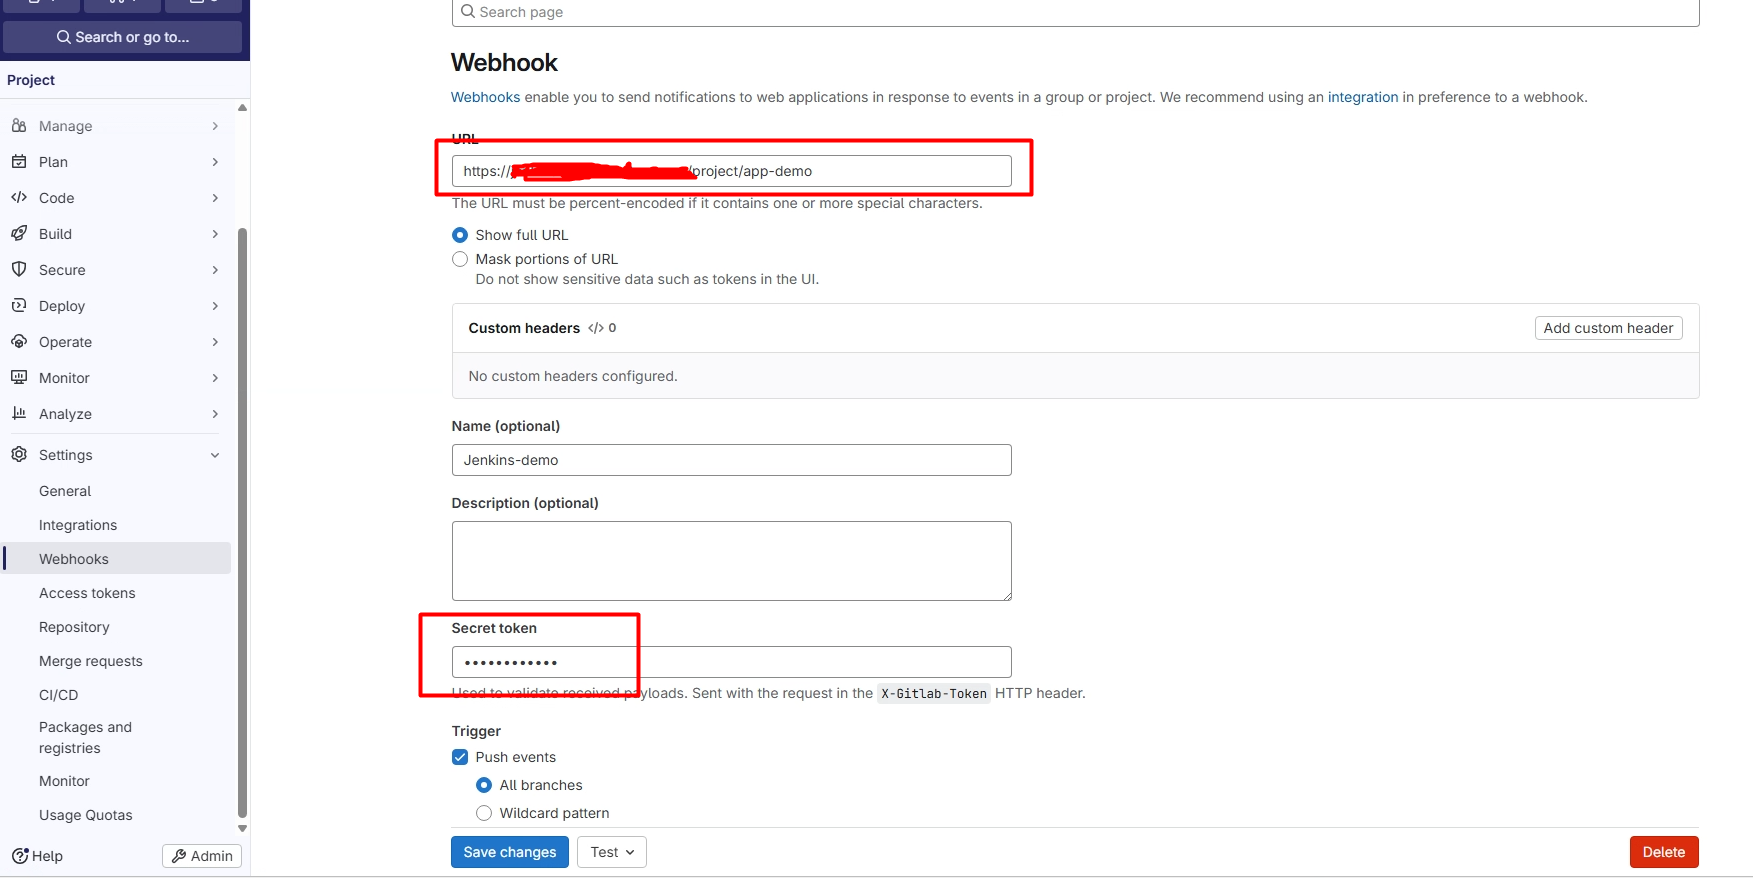 Search or go to...
Project
Manage
Plan
Code
Build
Secure
Deploy
Operate
Monitor
Analyze
Settings
General
Integrations
Webhooks
Access tokens
Repository
Merge requests
CI/CD
Packages and
registries
Monitor
Usage Quotas
Help
Admin
Search page
Webhook
Webhooks enable you to send notifications to web applications in response to events in a group or project. We recommend using an integration in preference to a webhook.
URL
https:// /project/app-demo
The URL must be percent-encoded if it contains one or more special characters.
Show full URL
Mask portions of URL
Do not show sensitive data such as tokens in the UI.
Custom headers </> 0
Add custom header
No custom headers configured.
Name (optional)
Jenkins-demo
Description (optional)
Secret token
••••••••••••
Used to validate received payloads. Sent with the request in the X-Gitlab-Token HTTP header.
Trigger
Push events
All branches
Wildcard pattern
Save changes
Test
Delete